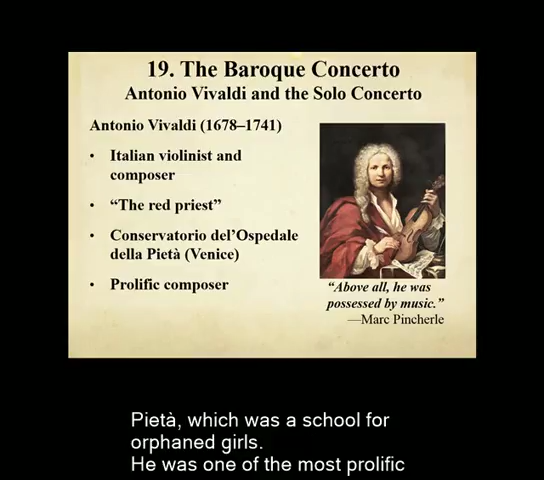 19. The Baroque Concerto
Antonio Vivaldi and the Solo Concerto
Antonio Vivaldi (1678–1741)
• Italian violinist and
composer
• “The red priest”
• Conservatorio del’Ospedale
della Pietà (Venice)
• Prolific composer
“Above all, he was
possessed by music.”
—Marc Pincherle
Pietà, which was a school for
orphaned girls.
He was one of the most prolific